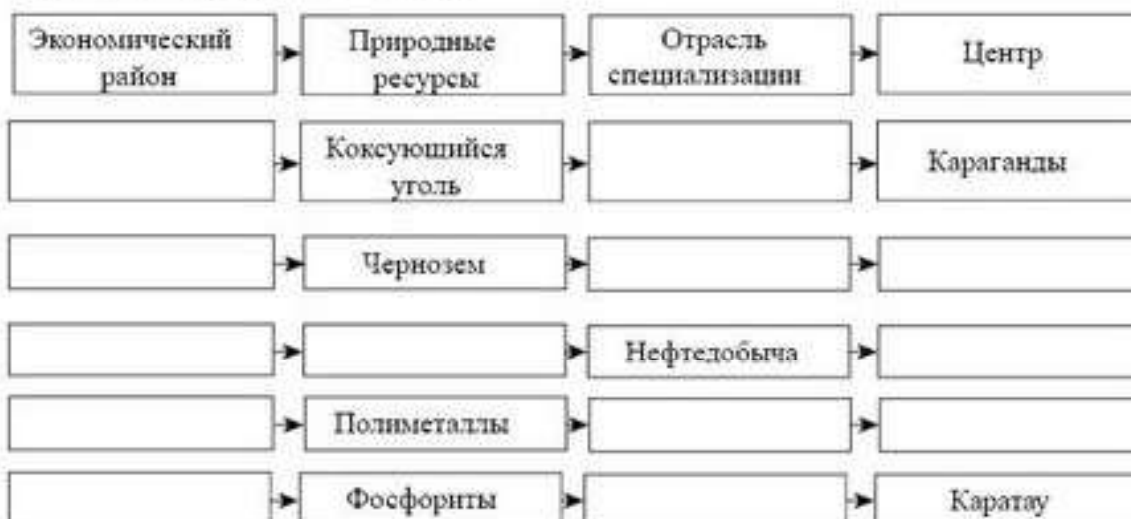 Экономический район
Природные ресурсы
Отрасль специализации
Центр
Коксующийся уголь
Караганды
Чернозем
Нефтедобыча
Полиметаллы
Фосфориты
Каратау